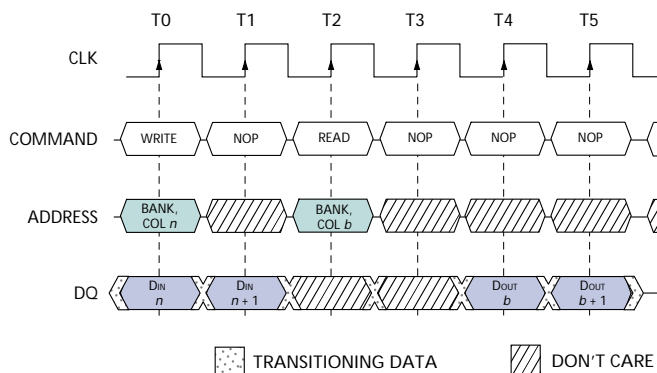 T0 T1 T2 T3 T4 T5
CLK
COMMAND WRITE NOP READ NOP NOP NOP
ADDRESS BANK, COL n BANK, COL b
DQ DIN n DIN n + 1 DOUT b DOUT b + 1
TRANSITIONING DATA DON'T CARE